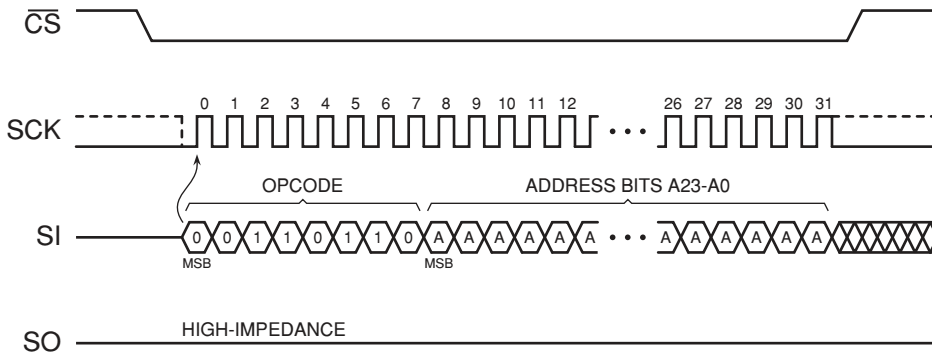 CS
0 1 2 3 4 5 6 7 8 9 10 11 12 26 27 28 29 30 31
SCK
OPCODE ADDRESS BITS A23-A0
SI 0 0 1 1 0 1 1 0 A A A A A A A A A A A A
MSB MSB
HIGH-IMPEDANCE
SO